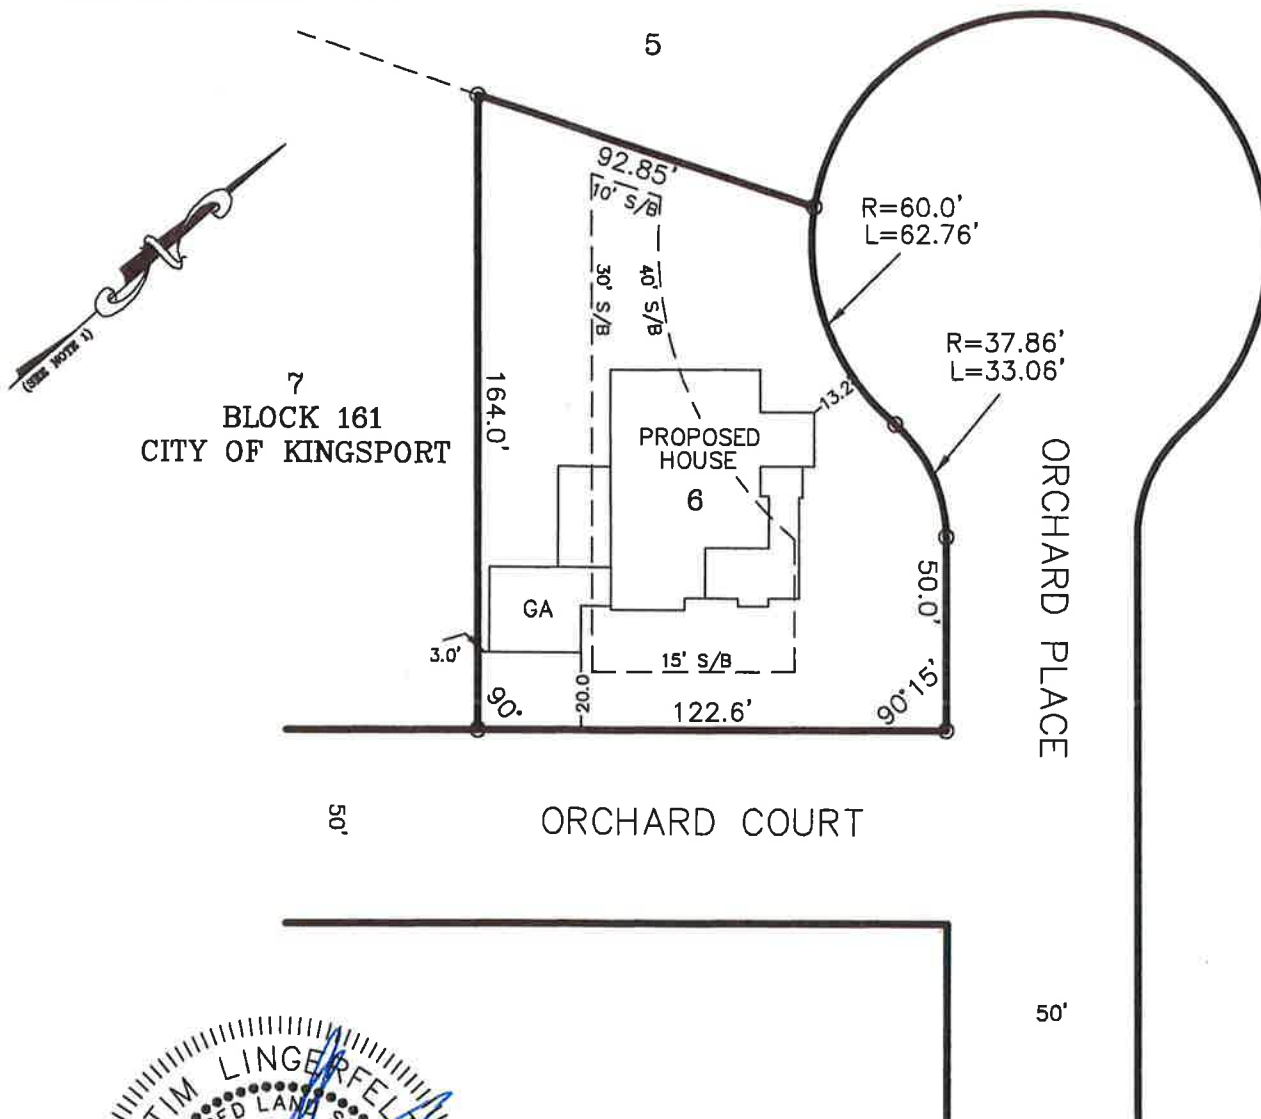 5
92.85'
10' S/B
R=60.0'
L=62.76'
30' S/B
40' S/B
(SEE NOTE 1)
R=37.86'
L=33.06'
7
BLOCK 161
CITY OF KINGSPORT
164.0'
13.2'
PROPOSED
HOUSE
6
ORCHARD PLACE
50.0'
GA
3.0'
15' S/B
90°
20.0
122.6'
90°15'
50'
ORCHARD COURT
50'
TIM LINGERFELT
LAND